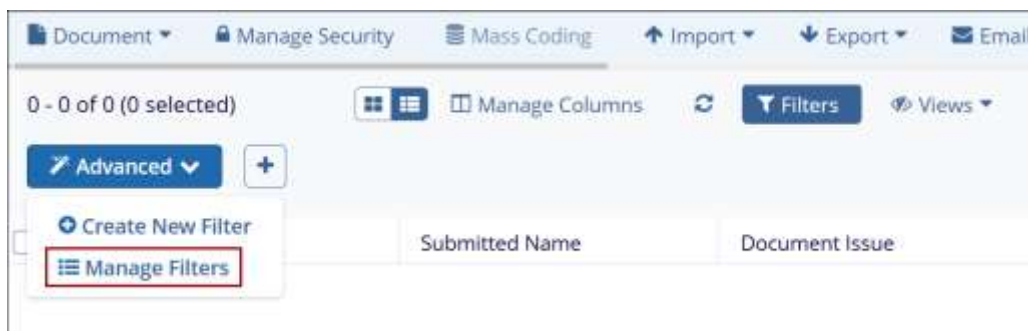 Document Manage Security Mass Coding Import Export Email
0 - 0 of 0 (0 selected) Manage Columns Filters Views
Advanced +
Create New Filter
Submitted Name Document Issue
Manage Filters